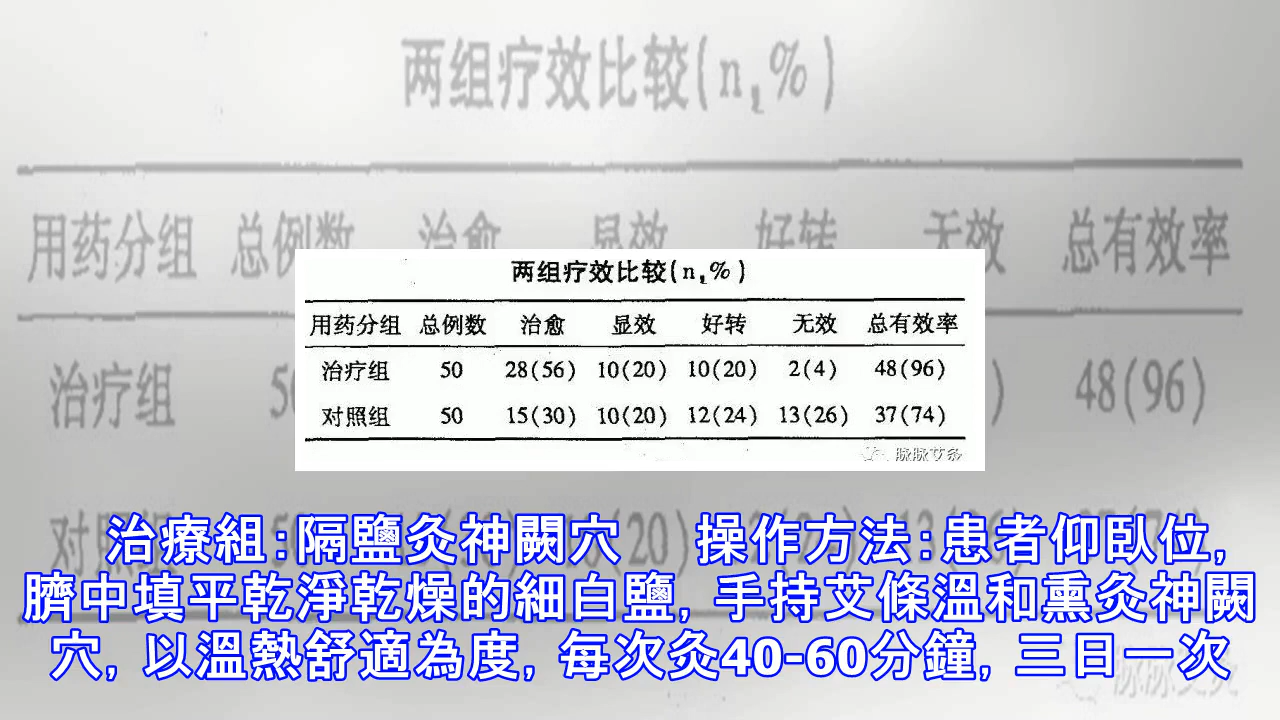 两组疗效比较(n,%)
用药分组 总例数 治愈 显效 好转 无效 总有效率
治疗组 50 28(56) 10(20) 10(20) 2(4) 48(96)
对照组 50 15(30) 10(20) 12(24) 13(26) 37(74)
脉脉艾灸
治療組:隔鹽灸神闕穴 操作方法:患者仰臥位,
臍中填平乾淨乾燥的細白鹽, 手持艾條溫和熏灸神闕
穴, 以溫熱舒適為度, 每次灸40-60分鐘, 三日一次